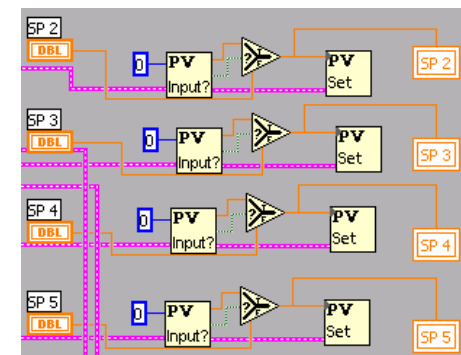 SP 2
DBL
0
PV
Input?
?
F
PV
Set
SP 2
SP 3
DBL
0
PV
Input?
?
F
PV
Set
SP 3
SP 4
DBL
0
PV
Input?
?
F
PV
Set
SP 4
SP 5
DBL
0
PV
Input?
?
F
PV
Set
SP 5